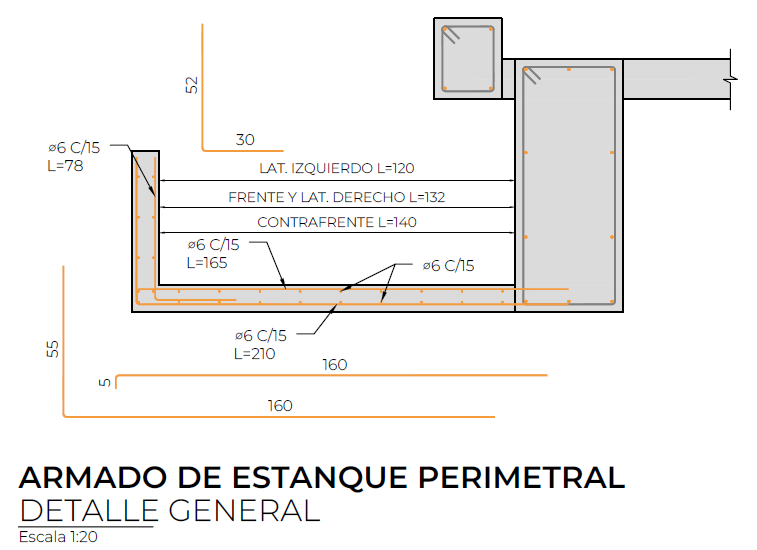 52
30
ø6 C/15
L=78
LAT. IZQUIERDO L=120
FRENTE Y LAT. DERECHO L=132
CONTRAFRENTE L=140
ø6 C/15
L=165
ø6 C/15
ø6 C/15
L=210
55
5
160
160
ARMADO DE ESTANQUE PERIMETRAL
DETALLE GENERAL
Escala 1:20